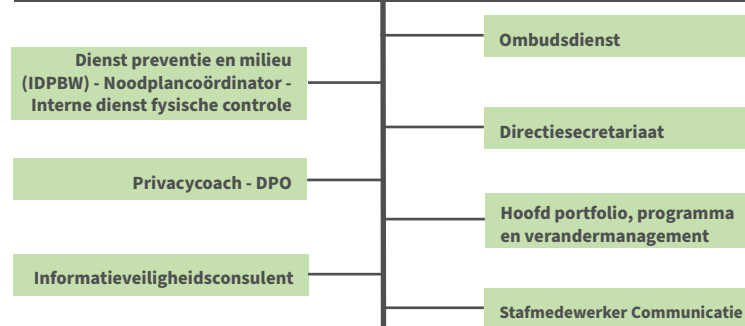 Dienst preventie en milieu
(IDPBW) - Noodplancoördinator -
Interne dienst fysische controle
Privacycoach - DPO
Informatieveiligheidsconsulent
Ombudsdienst
Directiesecretariaat
Hoofd portfolio, programma
en verandermanagement
Stafmedewerker Communicatie